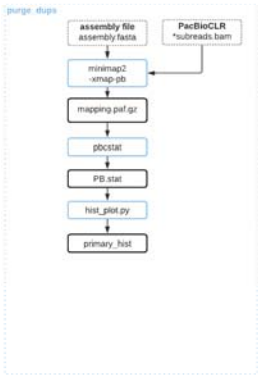 purge_dups
assembly file
assembly.fasta
PacBioCLR
*subreads.bam
minimap2
-xmap-pb
mapping.paf.gz
pbcstat
PB.stat
hist_plot.py
primary_hist